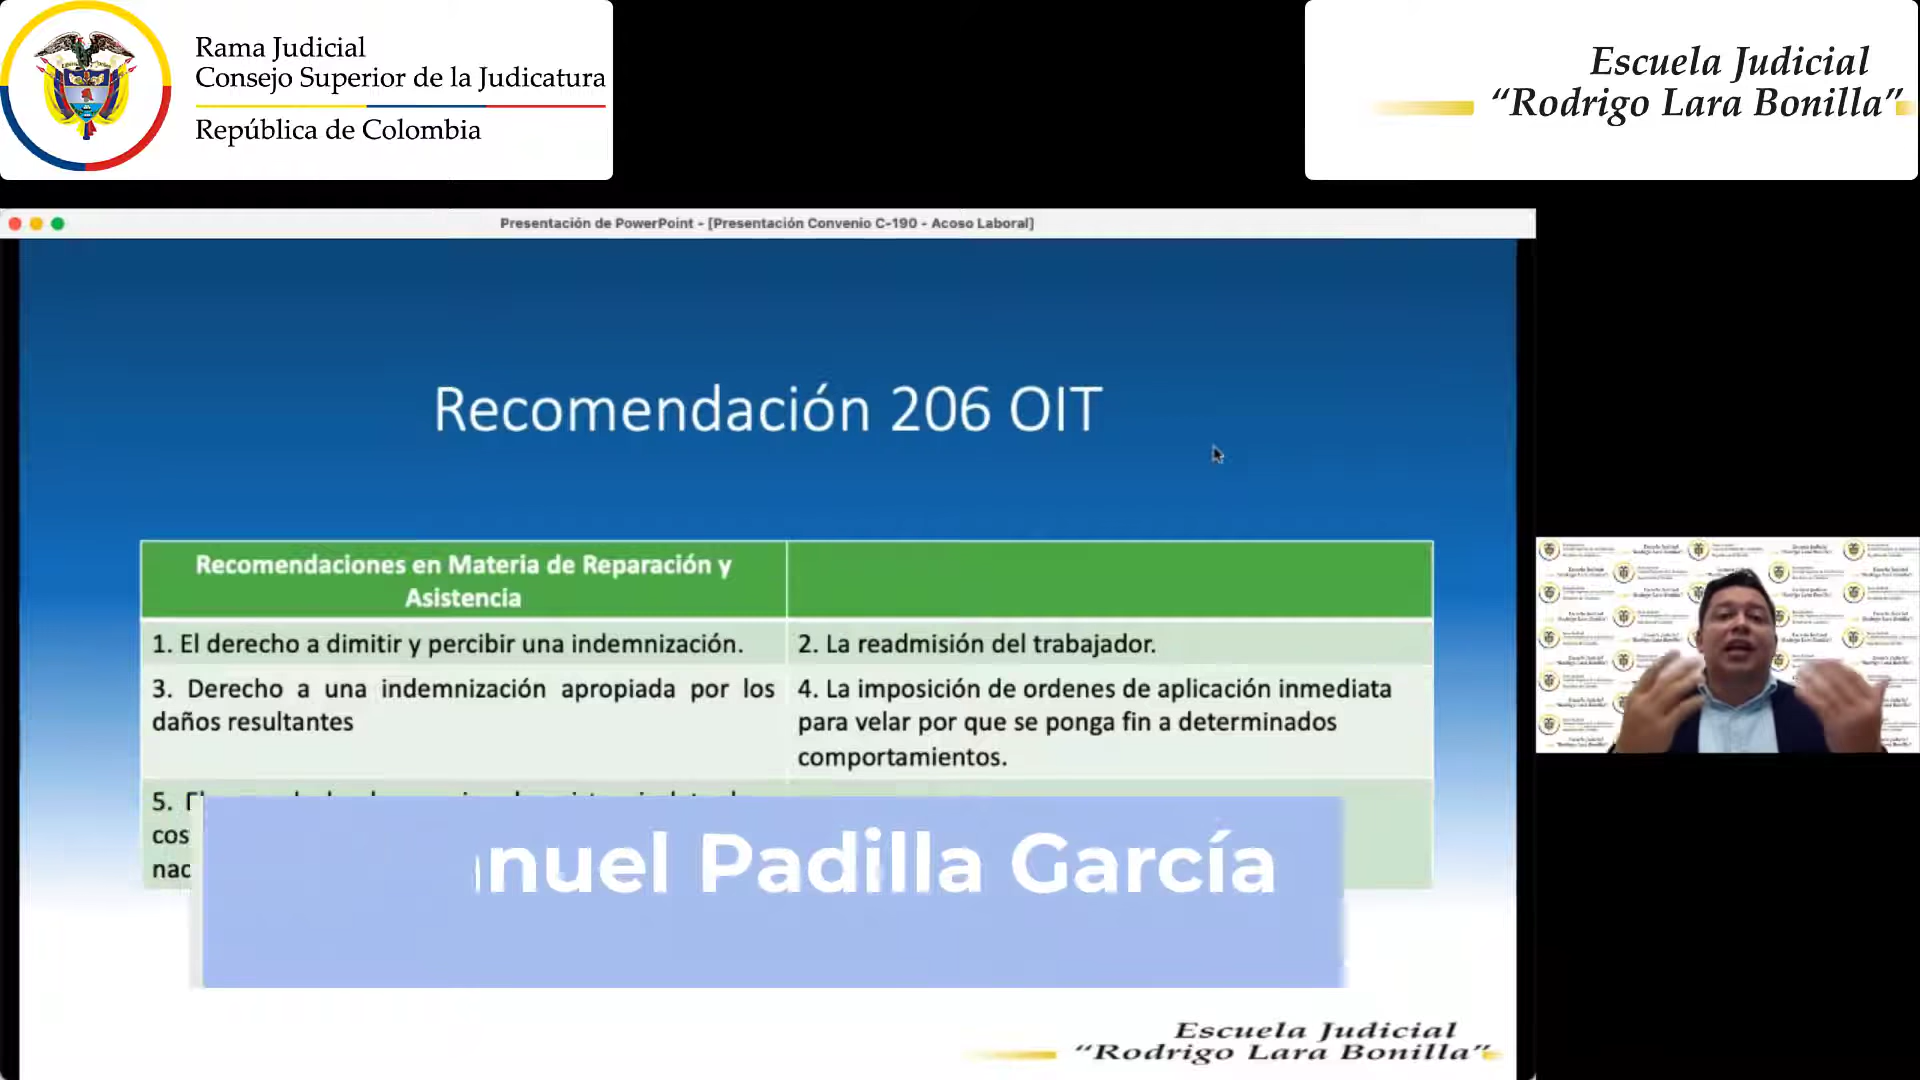 Rama Judicial
Consejo Superior de la Judicatura
República de Colombia
Escuela Judicial
“Rodrigo Lara Bonilla”
Presentación de PowerPoint - [Presentación Convenio C-190 - Acoso Laboral]
Recomendación 206 OIT
Recomendaciones en Materia de Reparación y
Asistencia
1. El derecho a dimitir y percibir una indemnización.
2. La readmisión del trabajador.
3. Derecho a una indemnización apropiada por los
daños resultantes
4. La imposición de ordenes de aplicación inmediata
para velar por que se ponga fin a determinados
comportamientos.
5.
cos
nac
nuel Padilla García
Escuela Judicial
“Rodrigo Lara Bonilla”